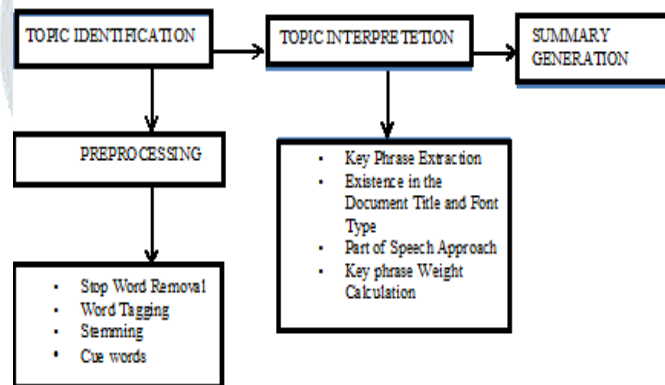 TOPIC IDENTIFICATION
TOPIC INTERPRETETION
SUMMARY
GENERATION
PREPROCESSING
• Key Phrase Extraction
• Existence in the
Document Title and Font
Type
• Part of Speech Approach
• Key phrase Weight
Calculation
• Stop Word Removal
• Word Tagging
• Stemming
• Cue words